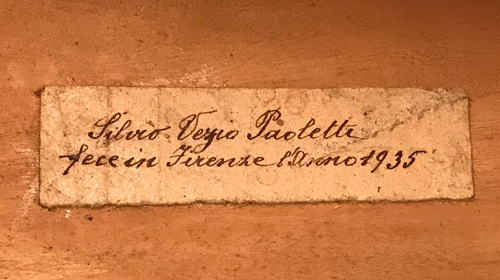 Silvio Vezio Paoletti
fece in Firenze l'Anno 1935